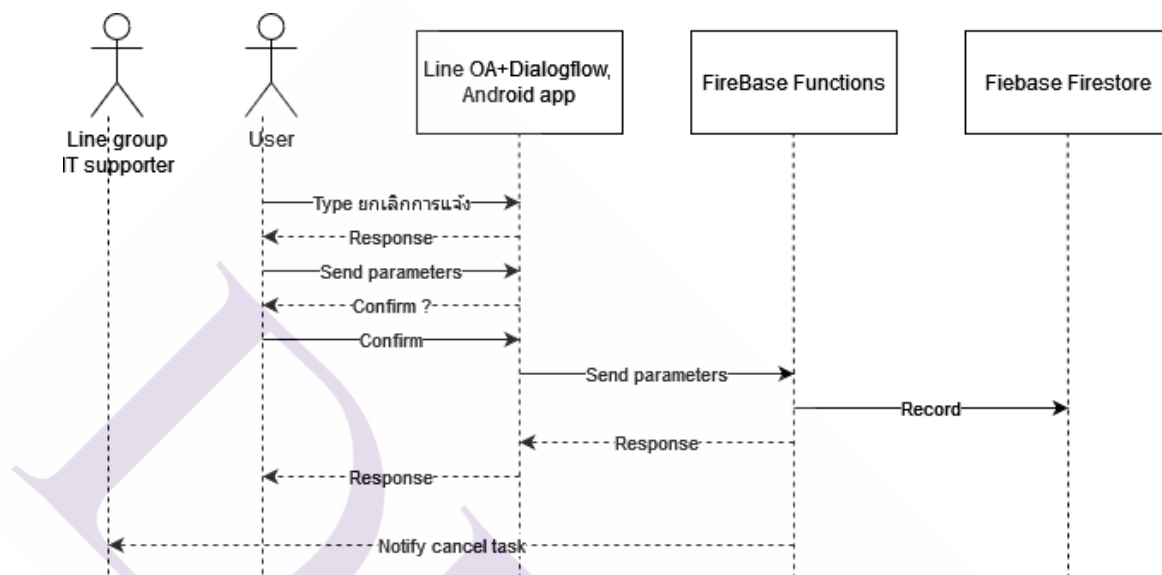 Line group
IT supporter
User
Line OA+Dialogflow,
Android app
FireBase Functions
Fiebase Firestore
Type ยกเลิกการแจ้ง
Response
Send parameters
Confirm ?
Confirm
Send parameters
Record
Response
Response
Notify cancel task